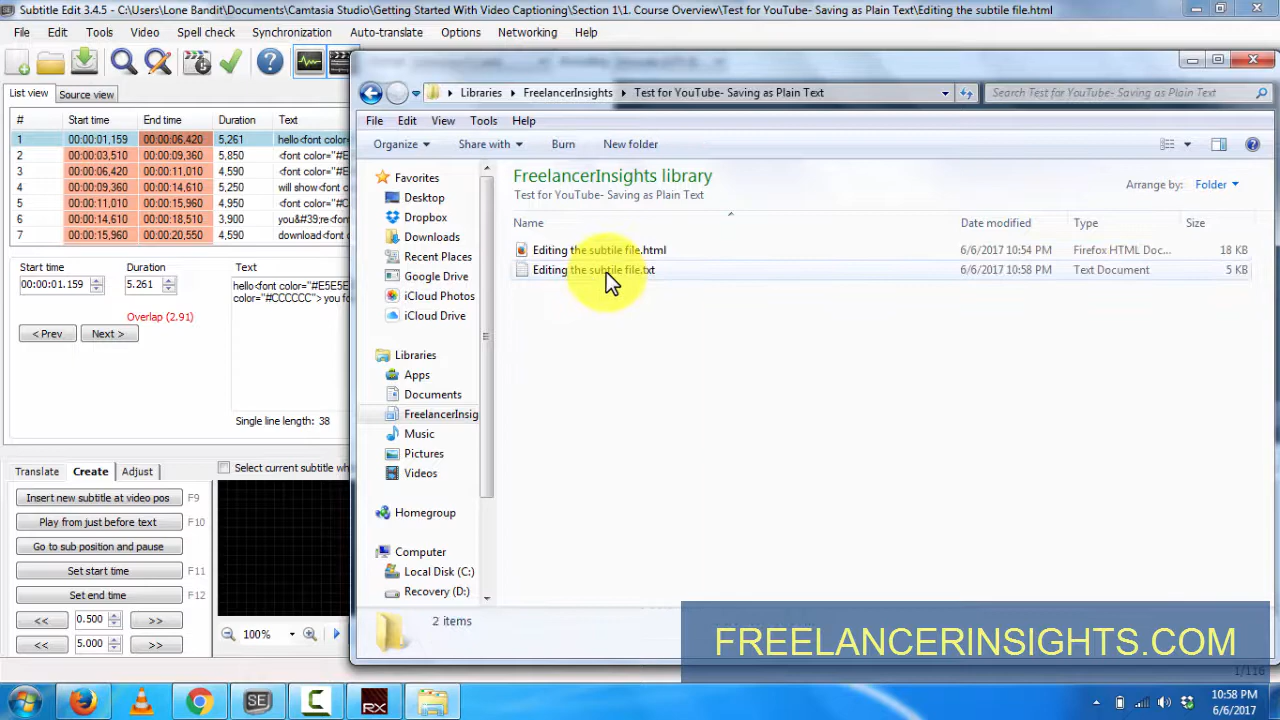 Subtitle Edit 3.4.5 - C:\Users\Lone Bandit\Documents\Camtasia Studio\Getting Started With Video Captioning\Section 1\1. Course Overview\Test for YouTube- Saving as Plain Text\Editing the subtile file.html
File Edit Tools Video Spell check Synchronization Auto-translate Options Networking Help
List view Source view
# Start time End time Duration Text
1 00:00:01,159 00:00:06,420 5,261 hello<font color="#E5
2 00:00:03,510 00:00:09,360 5,850 <font color="#E5
3 00:00:06,420 00:00:11,010 4,590 <font color="#E5
4 00:00:09,360 00:00:14,610 5,250 will show<font co
5 00:00:11,010 00:00:15,960 4,950 <font color="#CC
6 00:00:14,610 00:00:18,510 3,900 you&#39;re<font
7 00:00:15,960 00:00:20,550 4,590 download<font c
Start time Duration Text
00:00:01.159 5.261
hello<font color="#E5E5E
color="#CCCCCC"> you fo
Overlap (2.91)
< Prev Next >
Single line length: 38
Translate Create Adjust
Select current subtitle wh
Insert new subtitle at video pos F9
Play from just before text F10
Go to sub position and pause
Set start time F11
Set end time F12
<< 0.500 >>
<< 5.000 >>
100%
Libraries FreelancerInsights Test for YouTube- Saving as Plain Text
Search Test for YouTube- Saving as Plain Text
File Edit View Tools Help
Organize Share with Burn New folder
Favorites
Desktop
Dropbox
Downloads
Recent Places
Google Drive
iCloud Photos
iCloud Drive
Libraries
Apps
Documents
FreelancerInsig
Music
Pictures
Videos
Homegroup
Computer
Local Disk (C:)
Recovery (D:)
FreelancerInsights library
Test for YouTube- Saving as Plain Text
Arrange by: Folder
Name Date modified Type Size
Editing the subtile file.html 6/6/2017 10:54 PM Firefox HTML Doc... 18 KB
Editing the subtile file.txt 6/6/2017 10:58 PM Text Document 5 KB
2 items
FREELANCERINSIGHTS.COM
1/116
SE C RX
10:58 PM
6/6/2017